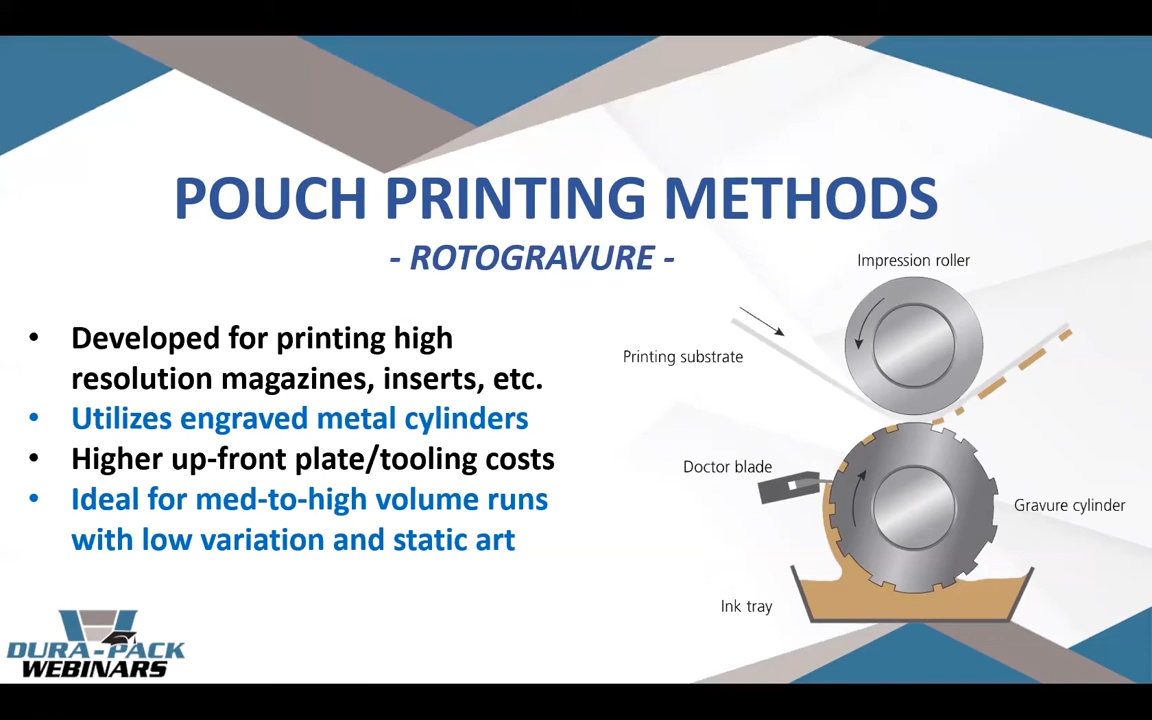 POUCH PRINTING METHODS
- ROTOGRAVURE -
• Developed for printing high
resolution magazines, inserts, etc.
• Utilizes engraved metal cylinders
• Higher up-front plate/tooling costs
• Ideal for med-to-high volume runs
with low variation and static art
Impression roller
Printing substrate
Doctor blade
Gravure cylinder
Ink tray
DURA-PACK
WEBINARS